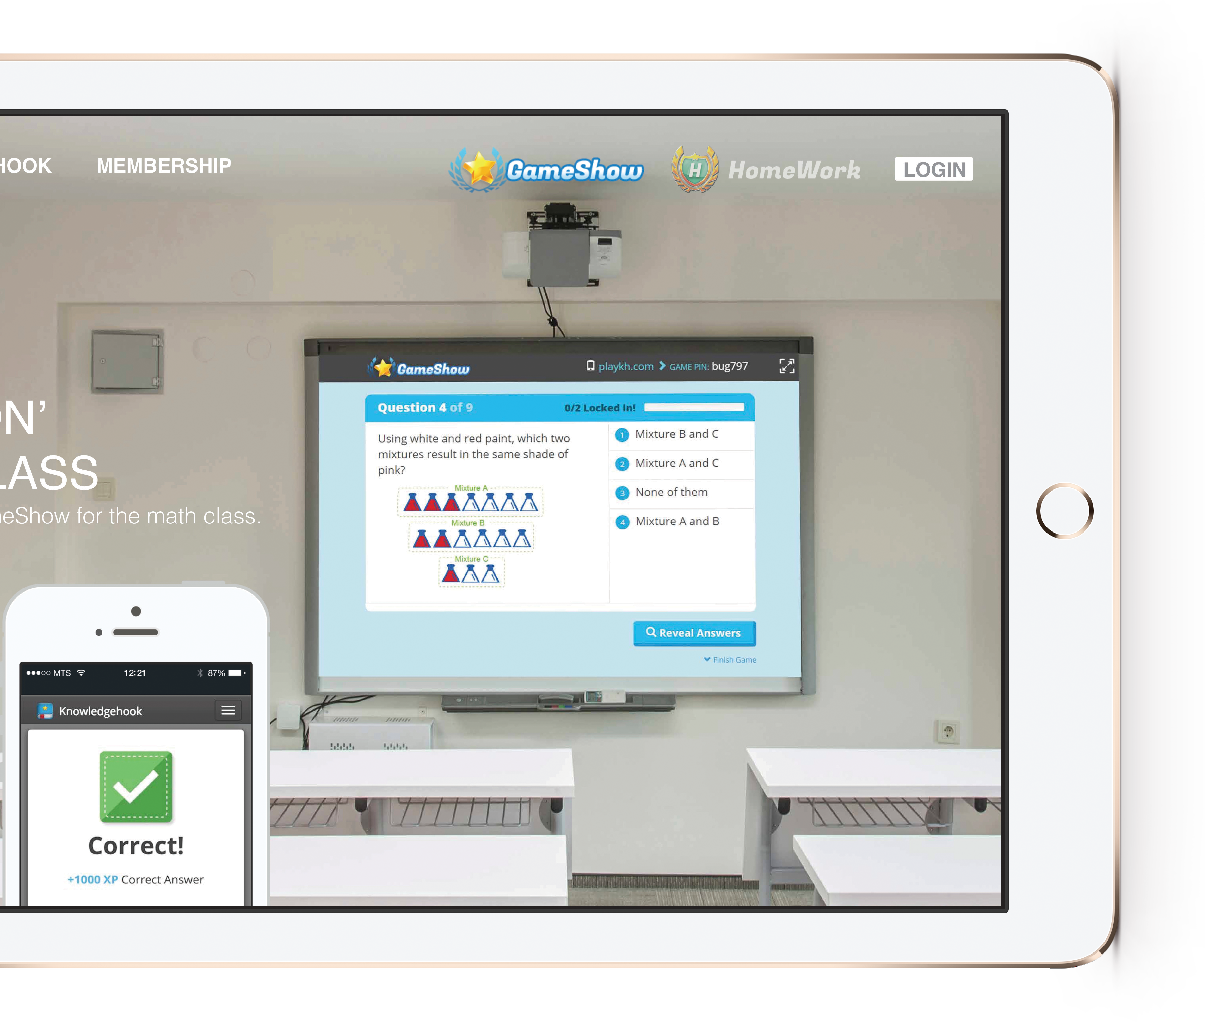 HOOK
MEMBERSHIP
GameShow
H
HomeWork
LOGIN
GameShow
playkh.com
GAME PIN: bug797
Question 4 of 9
0/2 Locked In!
Using white and red paint, which two
mixtures result in the same shade of
pink?
Mixture A
Mixture B
Mixture C
1 Mixture B and C
2 Mixture A and C
3 None of them
4 Mixture A and B
Reveal Answers
Finish Game
ON’
LASS
eShow for the math class.
MTS
12:21
87%
Knowledgehook
Correct!
+1000 XP Correct Answer